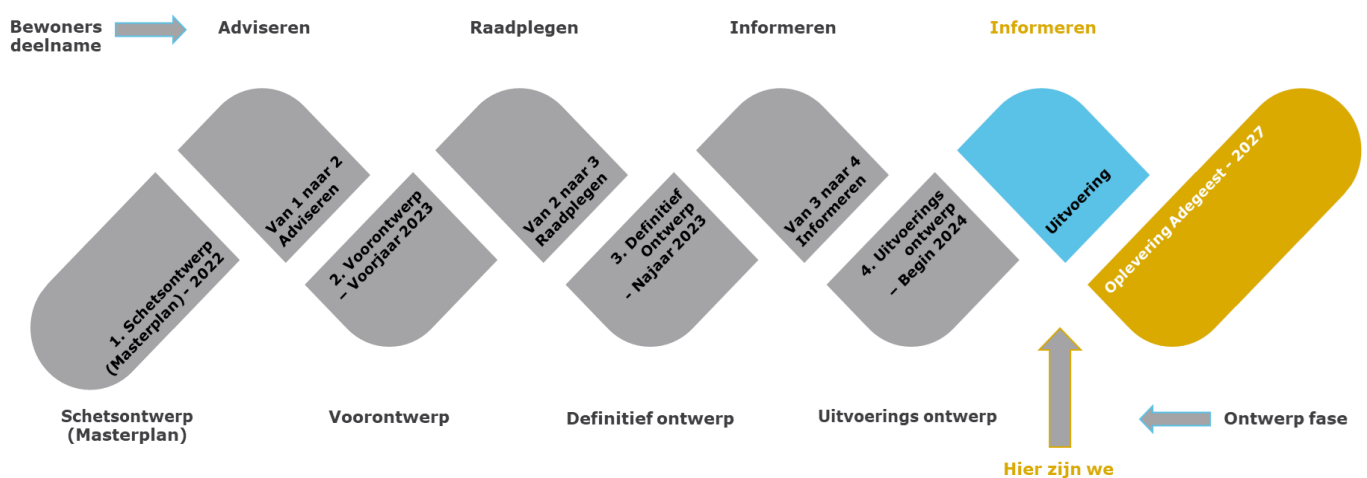 Bewoners
deelname
Adviseren
Raadplegen
Informeren
Informeren
1. Schetsontwerp
(Masterplan) - 2022
Van 1 naar 2
Adviseren
2. Voorontwerp
– Voorjaar 2023
Van 2 naar 3
Raadplegen
3. Definitief
Ontwerp
- Najaar 2023
Van 3 naar 4
Informeren
4. Uitvoerings
ontwerp
– Begin 2024
Uitvoering
Oplevering Adegeest - 2027
Schetsontwerp
(Masterplan)
Voorontwerp
Definitief ontwerp
Uitvoerings ontwerp
Ontwerp fase
Hier zijn we